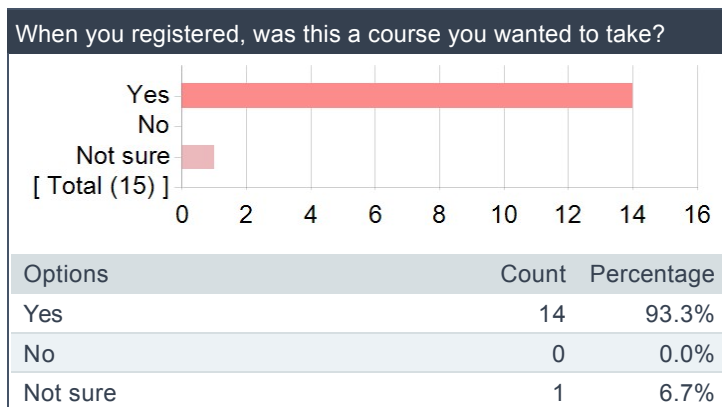 When you registered, was this a course you wanted to take?
Yes
No
Not sure
[ Total (15) ]
0 2 4 6 8 10 12 14 16
Options Count Percentage
Yes 14 93.3%
No 0 0.0%
Not sure 1 6.7%